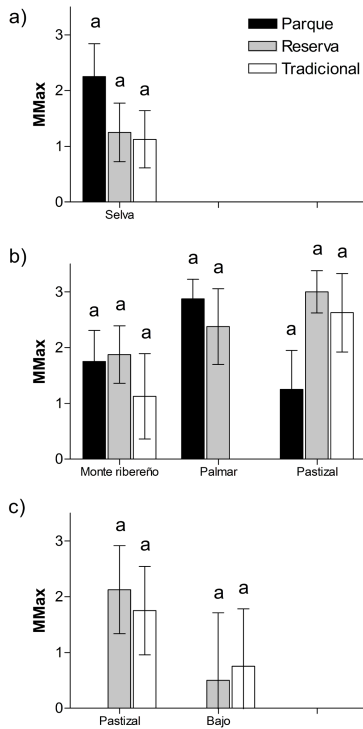 a)
Parque
Reserva
Tradicional
a a a
MMax
3
2
1
0
Selva
b)
a a a a a a a a
MMax
3
2
1
0
Monte ribereño Palmar Pastizal
c)
a a a a
MMax
3
2
1
0
Pastizal Bajo